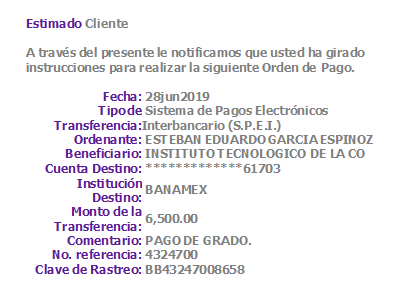 Estimado Cliente
A través del presente le notificamos que usted ha girado
instrucciones para realizar la siguiente Orden de Pago.
Fecha: 28jun2019
Tipo de Sistema de Pagos Electrónicos
Transferencia: Interbancario (S.P.E.I.)
Ordenante: ESTEBAN EDUARDO GARCIA ESPINOZ
Beneficiario: INSTITUTO TECNOLOGICO DE LA CO
Cuenta Destino: *************61703
Institución
Destino: BANAMEX
Monto de la
Transferencia: 6,500.00
Comentario: PAGO DE GRADO.
No. referencia: 4324700
Clave de Rastreo: BB43247008658